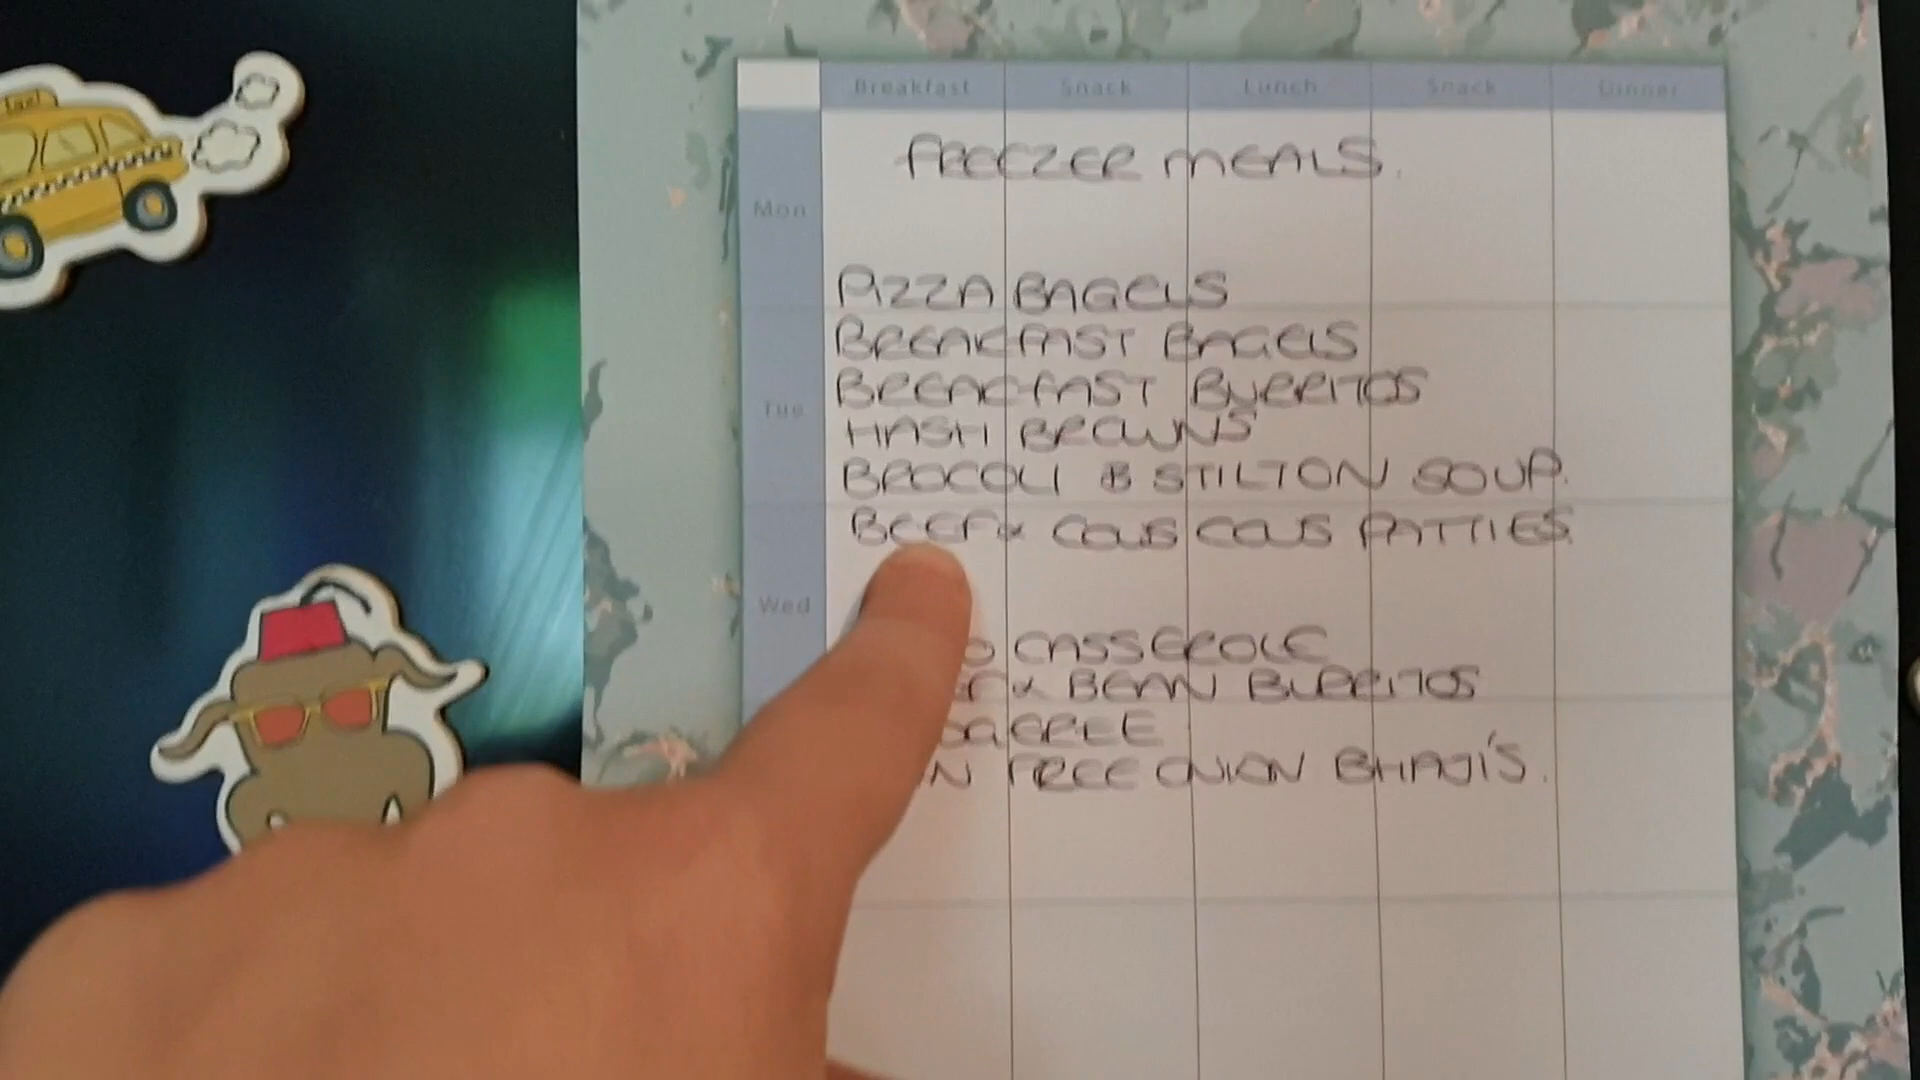 Taxi
Breakfast Snack Lunch Snack Dinner
FREEZER MEALS.
Mon
PIZZA BAGELS
BREAKFAST BAGELS
BREAKFAST BURRITOS
Tue
HASH BROWNS
BROCOLI & STILTON SOUP.
BEEF & COUS COUS PATTIES.
Wed
CASSEROLE
& BEAN BURRITOS
FREE ONION BHAJI'S.